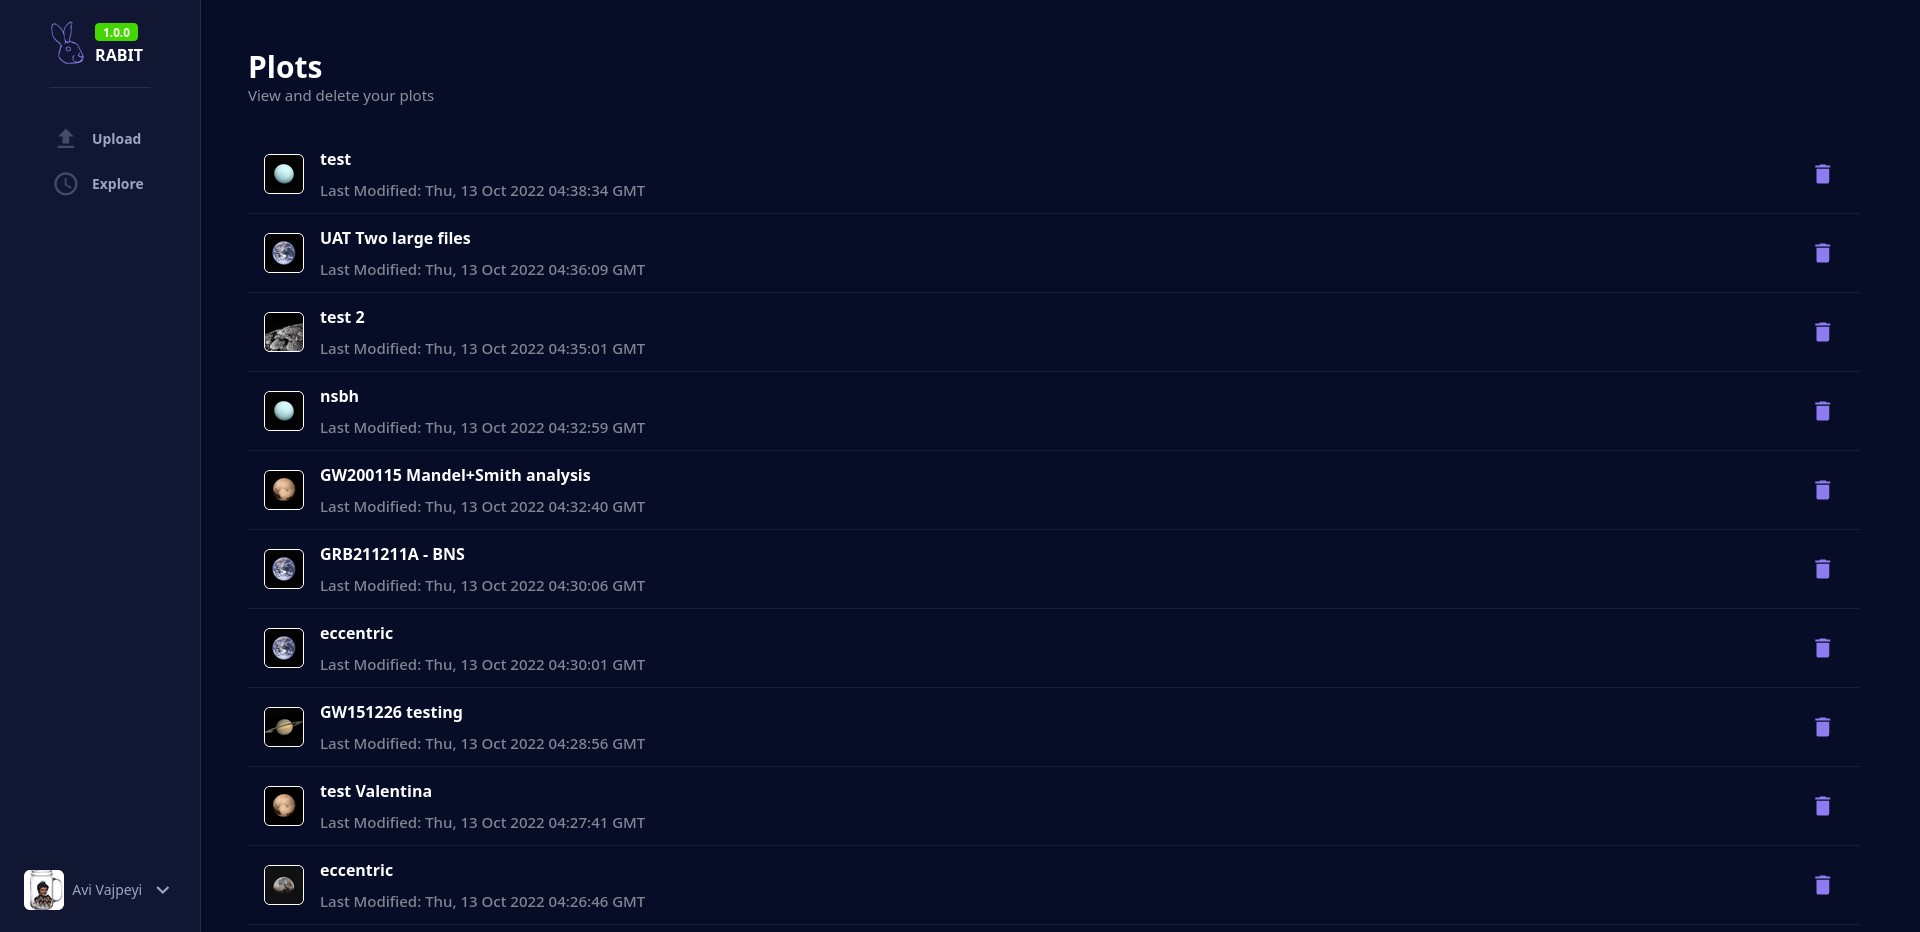 1.0.0
RABIT
Upload
Explore
Plots
View and delete your plots
test
Last Modified: Thu, 13 Oct 2022 04:38:34 GMT
UAT Two large files
Last Modified: Thu, 13 Oct 2022 04:36:09 GMT
test 2
Last Modified: Thu, 13 Oct 2022 04:35:01 GMT
nsbh
Last Modified: Thu, 13 Oct 2022 04:32:59 GMT
GW200115 Mandel+Smith analysis
Last Modified: Thu, 13 Oct 2022 04:32:40 GMT
GRB211211A - BNS
Last Modified: Thu, 13 Oct 2022 04:30:06 GMT
eccentric
Last Modified: Thu, 13 Oct 2022 04:30:01 GMT
GW151226 testing
Last Modified: Thu, 13 Oct 2022 04:28:56 GMT
test Valentina
Last Modified: Thu, 13 Oct 2022 04:27:41 GMT
eccentric
Last Modified: Thu, 13 Oct 2022 04:26:46 GMT
Avi Vajpeyi